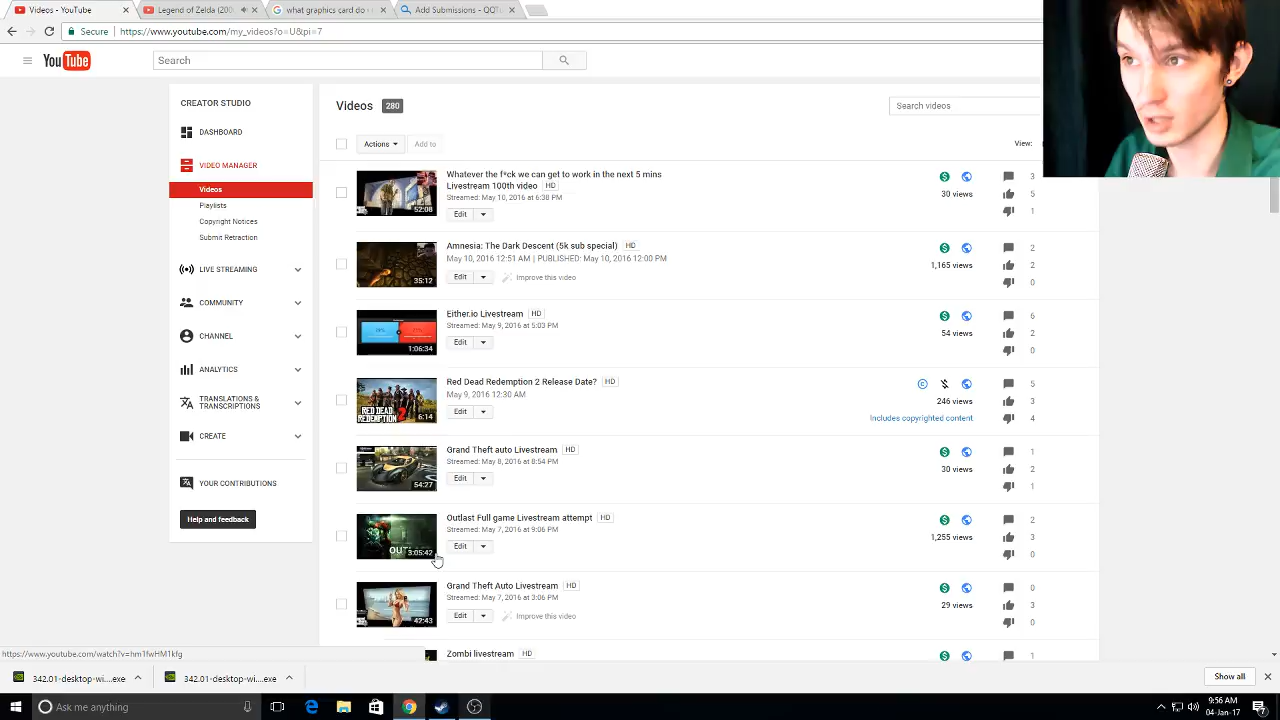 Videos - YouTube
Legend of Zelda (200
what graphics card do
Add Submissions - QQT
Secure https://www.youtube.com/my_videos?o=U&pi=7
YouTube
Search
CREATOR STUDIO
DASHBOARD
VIDEO MANAGER
Videos
Playlists
Copyright Notices
Submit Retraction
LIVE STREAMING
COMMUNITY
CHANNEL
ANALYTICS
TRANSLATIONS &
TRANSCRIPTIONS
CREATE
YOUR CONTRIBUTIONS
Help and feedback
Videos 280
Search videos
Actions
Add to
View:
Whatever the f*ck we can get to work in the next 5 mins
Livestream 100th video HD
Streamed: May 10, 2016 at 6:38 PM
Edit
52:08
30 views
3
5
1
Amnesia: The Dark Descent (5k sub special) HD
May 10, 2016 12:51 AM | PUBLISHED: May 10, 2016 12:00 PM
Edit
Improve this video
35:12
1,165 views
2
2
0
Either.io Livestream HD
Streamed: May 9, 2016 at 5:03 PM
Edit
1:06:34
54 views
6
2
0
Red Dead Redemption 2 Release Date? HD
May 9, 2016 12:30 AM
Edit
RED DEAD
REDEMPTION 2
6:14
246 views
Includes copyrighted content
5
3
4
Grand Theft auto Livestream HD
Streamed: May 8, 2016 at 8:54 PM
Edit
54:27
30 views
1
2
1
Outlast Full game Livestream attempt HD
Streamed: May 7, 2016 at 9:06 PM
Edit
3:05:42
1,255 views
2
3
0
Grand Theft Auto Livestream HD
Streamed: May 7, 2016 at 3:06 PM
Edit
Improve this video
42:43
29 views
0
3
0
Zombi livestream HD
1
https://www.youtube.com/watch?v=hm1fwHM1kfg
342.01-desktop-wi....exe
342.01-desktop-wi....exe
Show all
Ask me anything
9:56 AM
04-Jan-17